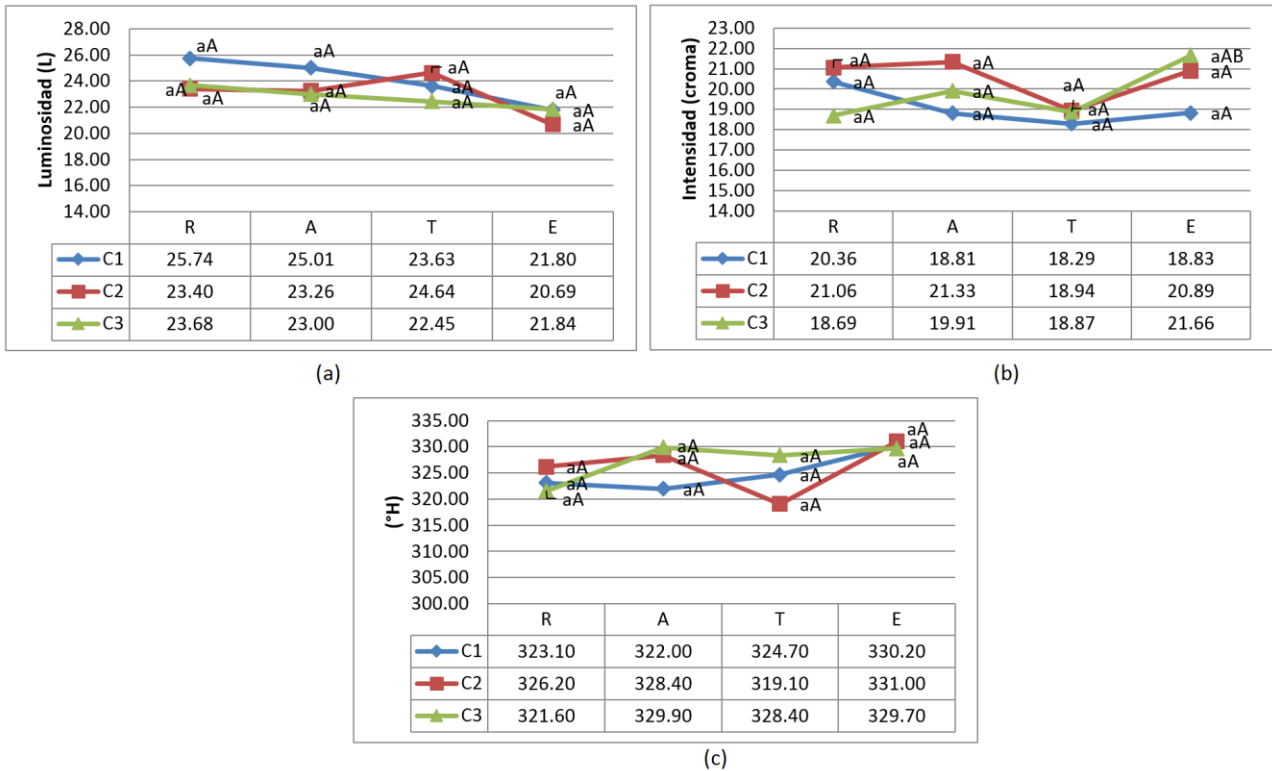 Luminosidad (L)
28.00
26.00
24.00
22.00
20.00
18.00
16.00
14.00
aA
aA
aA
aA
aA
aA
aA
aA
aA
aA
aA
aA
R A T E
C1 25.74 25.01 23.63 21.80
C2 23.40 23.26 24.64 20.69
C3 23.68 23.00 22.45 21.84
(a)
Intensidad (croma)
23.00
22.00
21.00
20.00
19.00
18.00
17.00
16.00
15.00
14.00
aA
aA
aA
aA
aA
aA
aA
aA
aA
aAB
aA
aA
R A T E
C1 20.36 18.81 18.29 18.83
C2 21.06 21.33 18.94 20.89
C3 18.69 19.91 18.87 21.66
(b)
(°H)
335.00
330.00
325.00
320.00
315.00
310.00
305.00
300.00
aA
aA
aA
aA
aA
aA
aA
aA
aA
aA
aA
aA
R A T E
C1 323.10 322.00 324.70 330.20
C2 326.20 328.40 319.10 331.00
C3 321.60 329.90 328.40 329.70
(c)